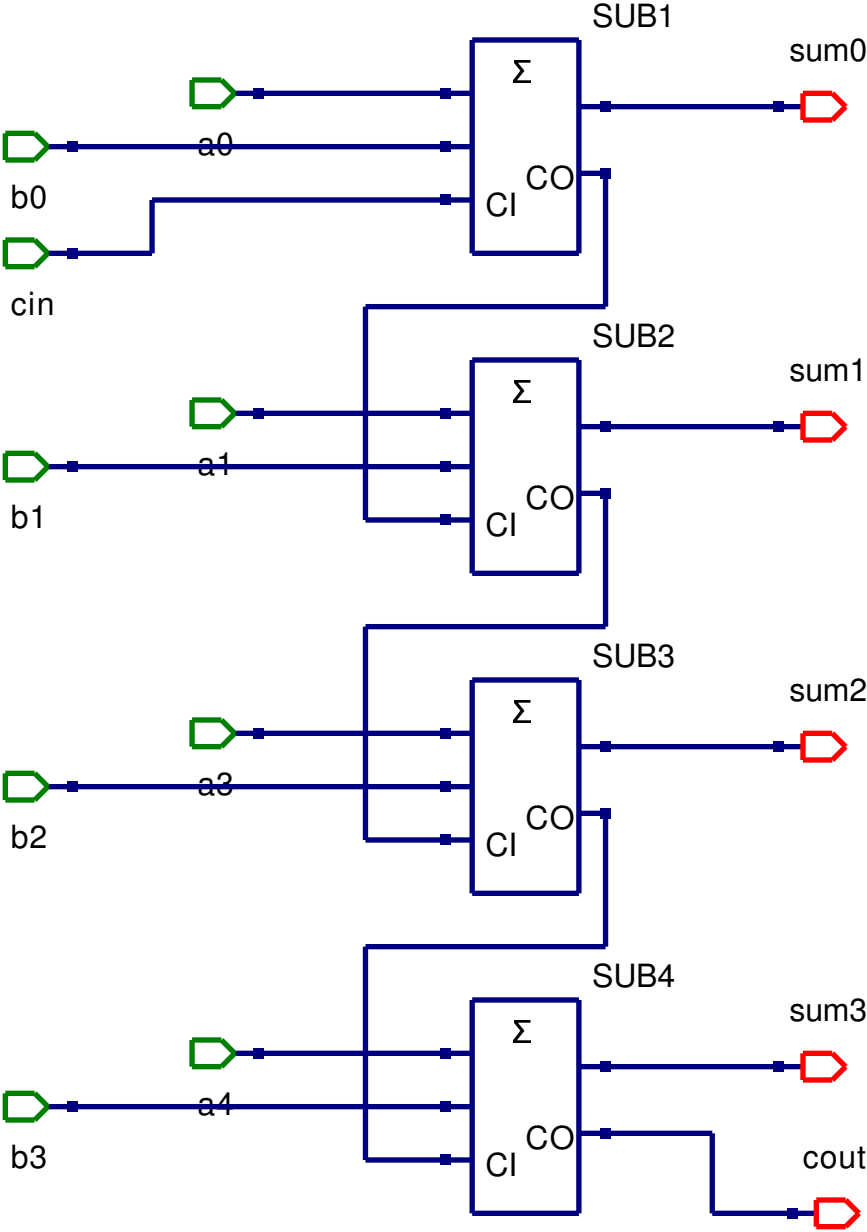 SUB1
sum0
Σ
a0
b0
CO
CI
cin
SUB2
sum1
Σ
a1
b1
CO
CI
SUB3
sum2
Σ
a3
b2
CO
CI
SUB4
sum3
Σ
a4
b3
CO
CI
cout